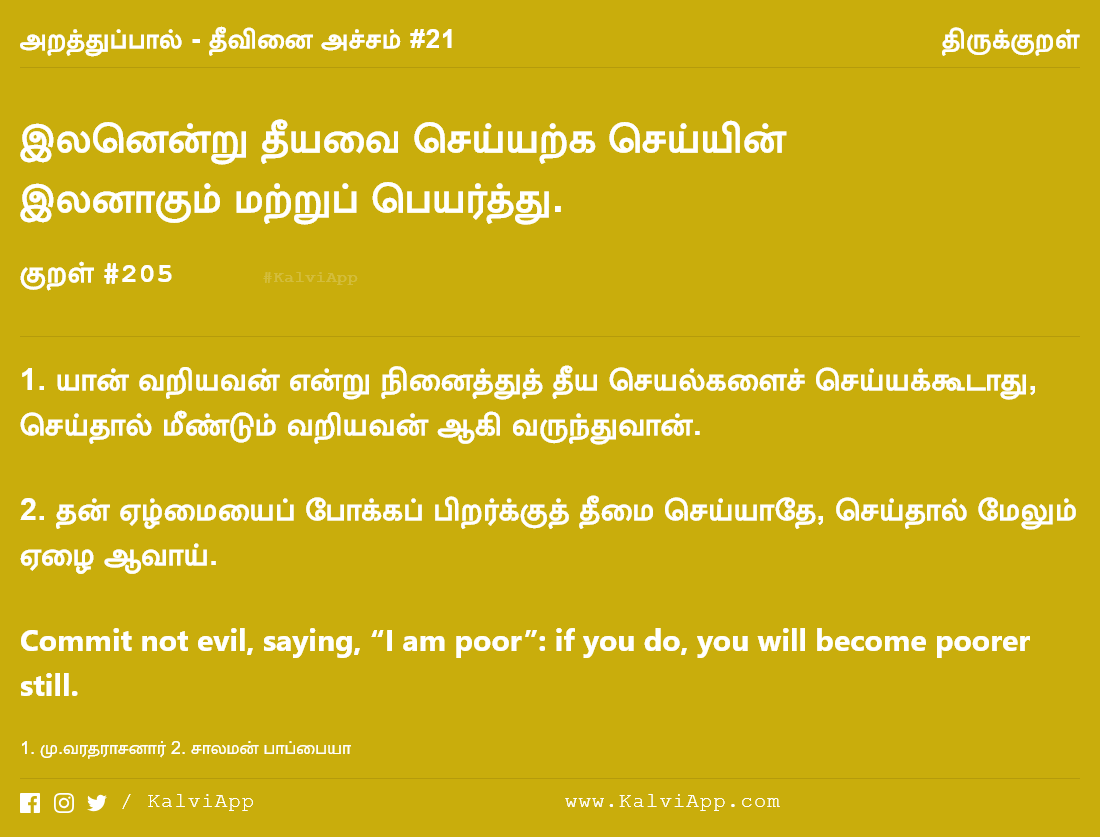 அறத்துப்பால் - தீவினை அச்சம் #21 திருக்குறள்
இலனென்று தீயவை செய்யற்க செய்யின்
இலனாகும் மற்றுப் பெயர்த்து.
குறள் #205 #KalviApp
1. யான் வறியவன் என்று நினைத்துத் தீய செயல்களைச் செய்யக்கூடாது,
செய்தால் மீண்டும் வறியவன் ஆகி வருந்துவான்.
2. தன் ஏழ்மையைப் போக்கப் பிறர்க்குத் தீமை செய்யாதே, செய்தால் மேலும்
ஏழை ஆவாய்.
Commit not evil, saying, “I am poor”: if you do, you will become poorer
still.
1. மு.வரதராசனார் 2. சாலமன் பாப்பையா
/ KalviApp www.KalviApp.com